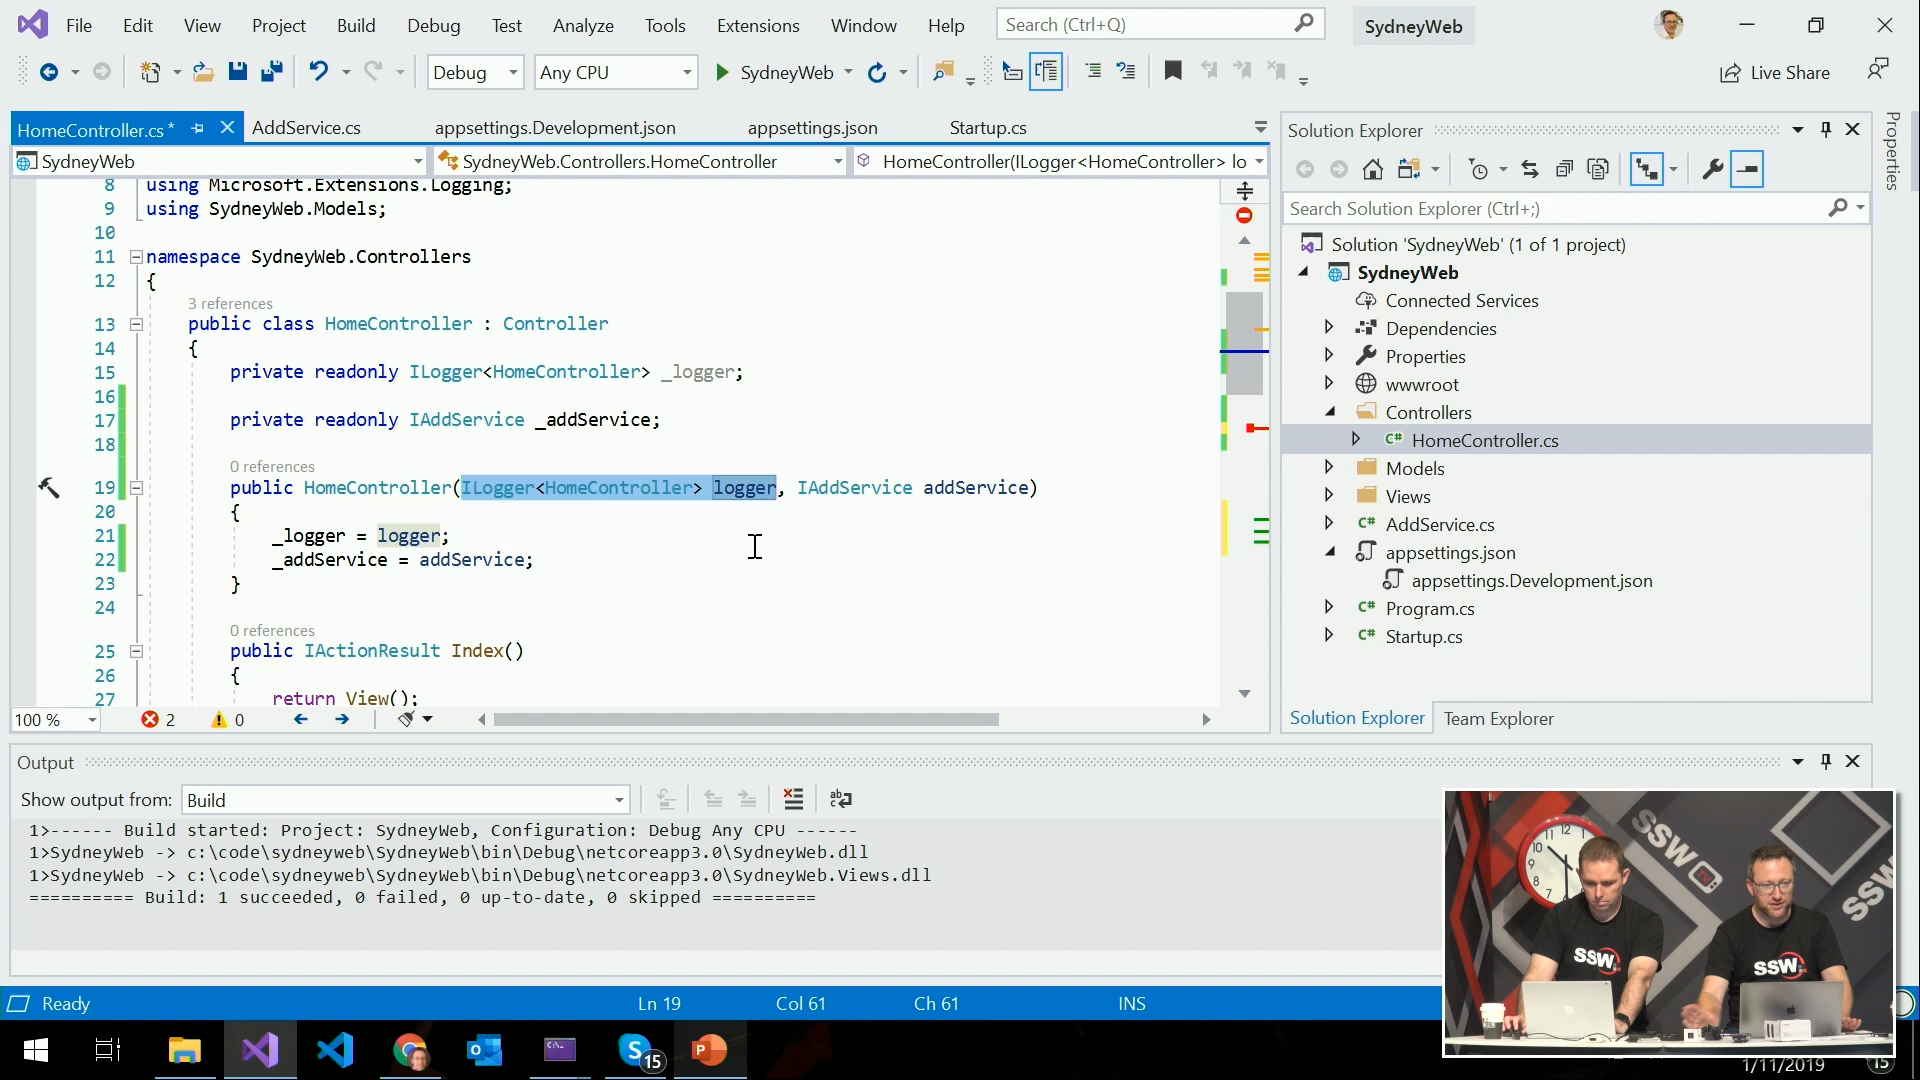 File Edit View Project Build Debug Test Analyze Tools Extensions Window Help Search (Ctrl+Q) SydneyWeb
Debug Any CPU SydneyWeb Live Share
HomeController.cs* AddService.cs appsettings.Development.json appsettings.json Startup.cs
SydneyWeb SydneyWeb.Controllers.HomeController HomeController(ILogger<HomeController> lo
8 using Microsoft.Extensions.Logging;
9 using SydneyWeb.Models;
10
11 namespace SydneyWeb.Controllers
12 {
3 references
13 public class HomeController : Controller
14 {
15 private readonly ILogger<HomeController> _logger;
16
17 private readonly IAddService _addService;
18
0 references
19 public HomeController(ILogger<HomeController> logger, IAddService addService)
20 {
21 _logger = logger;
22 _addService = addService;
23 }
24
0 references
25 public IActionResult Index()
26 {
27 return View();
100 % 2 0
Solution Explorer
Search Solution Explorer (Ctrl+;)
Solution 'SydneyWeb' (1 of 1 project)
SydneyWeb
Connected Services
Dependencies
Properties
wwwroot
Controllers
C# HomeController.cs
Models
Views
C# AddService.cs
appsettings.json
appsettings.Development.json
C# Program.cs
C# Startup.cs
Solution Explorer Team Explorer
Properties
Output
Show output from: Build
1>------ Build started: Project: SydneyWeb, Configuration: Debug Any CPU ------
1>SydneyWeb -> c:\code\sydneyweb\SydneyWeb\bin\Debug\netcoreapp3.0\SydneyWeb.dll
1>SydneyWeb -> c:\code\sydneyweb\SydneyWeb\bin\Debug\netcoreapp3.0\SydneyWeb.Views.dll
========== Build: 1 succeeded, 0 failed, 0 up-to-date, 0 skipped ==========
Ready Ln 19 Col 61 Ch 61 INS
SSW TV
SSW
SSW
SSW
15
1/11/2019
15